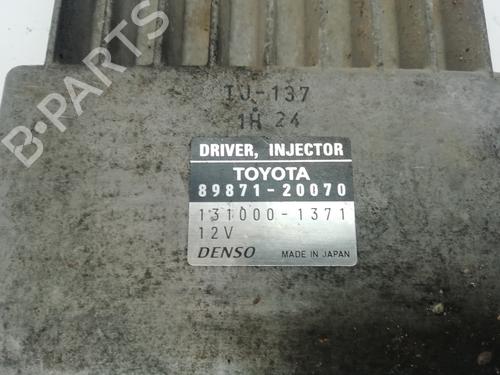 TJ-137
1H 24
DRIVER, INJECTOR
TOYOTA
89871-20070
131000-1371
12V
DENSO MADE IN JAPAN
B-Parts